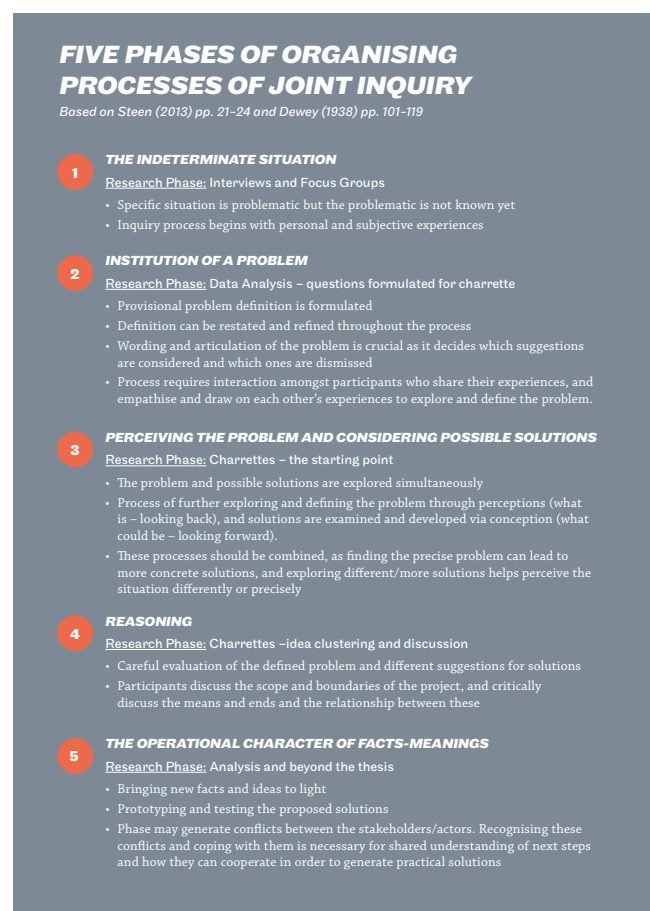 FIVE PHASES OF ORGANISING
PROCESSES OF JOINT INQUIRY
Based on Steen (2013) pp. 21–24 and Dewey (1938) pp. 101–119
1
THE INDETERMINATE SITUATION
Research Phase: Interviews and Focus Groups
• Specific situation is problematic but the problematic is not known yet
• Inquiry process begins with personal and subjective experiences
2
INSTITUTION OF A PROBLEM
Research Phase: Data Analysis – questions formulated for charrette
• Provisional problem definition is formulated
• Definition can be restated and refined throughout the process
• Wording and articulation of the problem is crucial as it decides which suggestions
are considered and which ones are dismissed
• Process requires interaction amongst participants who share their experiences, and
empathise and draw on each other’s experiences to explore and define the problem.
3
PERCEIVING THE PROBLEM AND CONSIDERING POSSIBLE SOLUTIONS
Research Phase: Charrettes – the starting point
• The problem and possible solutions are explored simultaneously
• Process of further exploring and defining the problem through perceptions (what
is – looking back), and solutions are examined and developed via conception (what
could be – looking forward).
• These processes should be combined, as finding the precise problem can lead to
more concrete solutions, and exploring different/more solutions helps perceive the
situation differently or precisely
4
REASONING
Research Phase: Charrettes –idea clustering and discussion
• Careful evaluation of the defined problem and different suggestions for solutions
• Participants discuss the scope and boundaries of the project, and critically
discuss the means and ends and the relationship between these
5
THE OPERATIONAL CHARACTER OF FACTS-MEANINGS
Research Phase: Analysis and beyond the thesis
• Bringing new facts and ideas to light
• Prototyping and testing the proposed solutions
• Phase may generate conflicts between the stakeholders/actors. Recognising these
conflicts and coping with them is necessary for shared understanding of next steps
and how they can cooperate in order to generate practical solutions